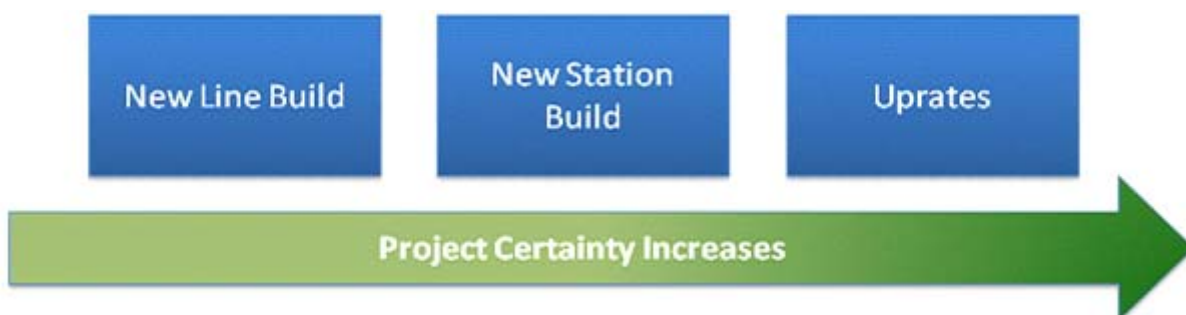 New Line Build
New Station
Build
Uprates
Project Certainty Increases